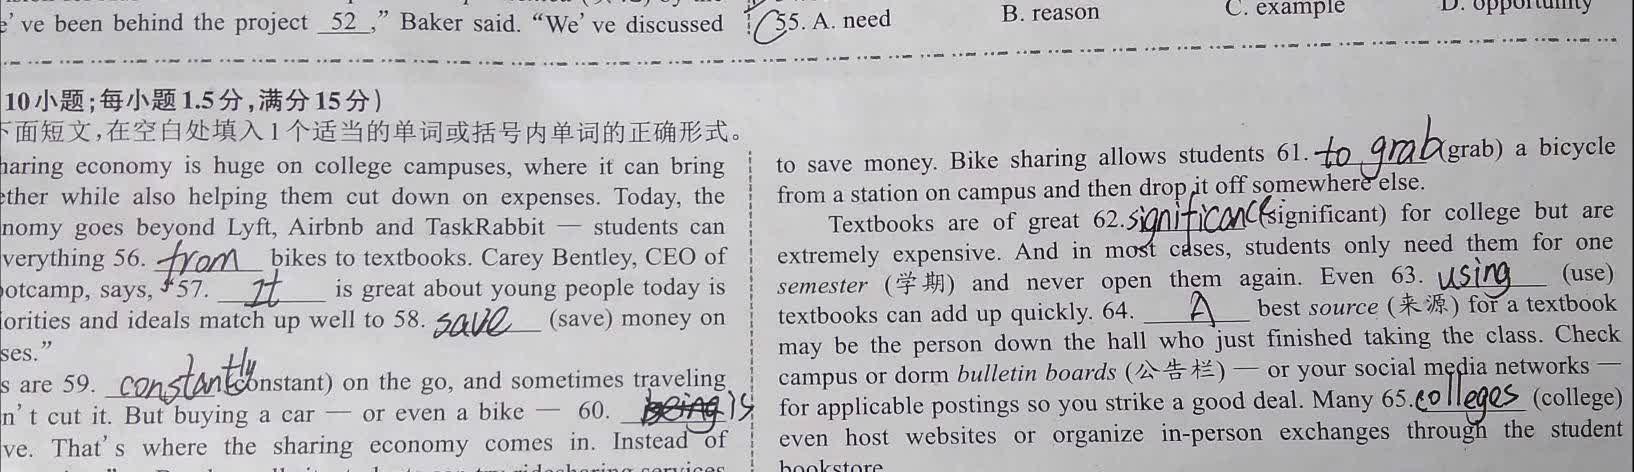 've been behind the project 52 ," Baker said. "We've discussed
55. A. need B. reason C. example D. opportunity
10小题;每小题1.5分,满分15分)
下面短文,在空白处填入1个适当的单词或括号内单词的正确形式。
haring economy is huge on college campuses, where it can bring
ether while also helping them cut down on expenses. Today, the
nomy goes beyond Lyft, Airbnb and TaskRabbit — students can
verything 56. from bikes to textbooks. Carey Bentley, CEO of
ootcamp, says, "57. It is great about young people today is
iorities and ideals match up well to 58. save (save) money on
ses."
s are 59. constantly (constant) on the go, and sometimes traveling
n't cut it. But buying a car — or even a bike — 60. is
ve. That's where the sharing economy comes in. Instead of
ridesharing services
to save money. Bike sharing allows students 61. to grab (grab) a bicycle
from a station on campus and then drop it off somewhere else.
Textbooks are of great 62. significance (significant) for college but are
extremely expensive. And in most cases, students only need them for one
semester (学期) and never open them again. Even 63. using (use)
textbooks can add up quickly. 64. A best source (来源) for a textbook
may be the person down the hall who just finished taking the class. Check
campus or dorm bulletin boards (公告栏) — or your social media networks —
for applicable postings so you strike a good deal. Many 65. colleges (college)
even host websites or organize in-person exchanges through the student
bookstore